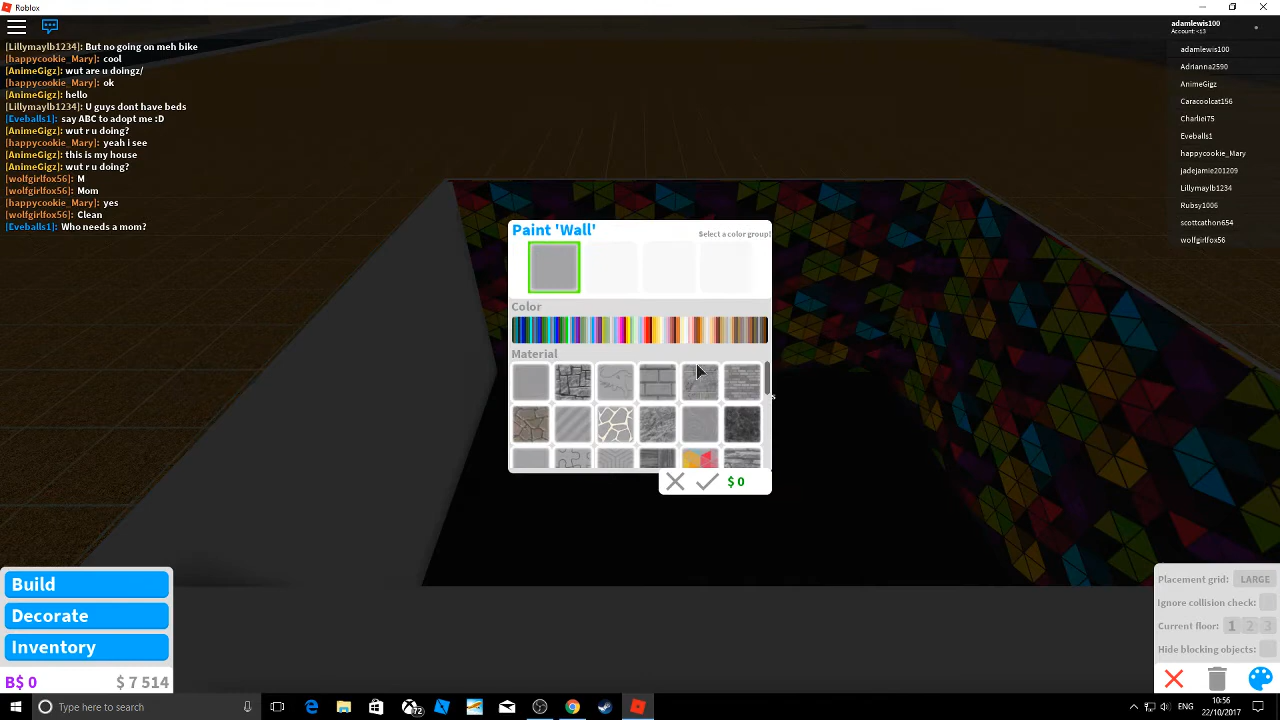 Roblox
[Lillymaylb1234]: But no going on meh bike
[happycookie_Mary]: cool
[AnimeGigz]: wut are u doingz/
[happycookie_Mary]: ok
[AnimeGigz]: hello
[Lillymaylb1234]: U guys dont have beds
[Eveballs1]: say ABC to adopt me :D
[AnimeGigz]: wut r u doing?
[happycookie_Mary]: yeah i see
[AnimeGigz]: this is my house
[AnimeGigz]: wut r u doing?
[wolfgirlfox56]: M
[wolfgirlfox56]: Mom
[happycookie_Mary]: yes
[wolfgirlfox56]: Clean
[Eveballs1]: Who needs a mom?
adamlewis100
Account: <13
adamlewis100
Adrianna2590
AnimeGigz
Caracoolcat156
Charliei75
Eveballs1
happycookie_Mary
jadejamie201209
Lillymaylb1234
Rubsy1006
scottcathon654
wolfgirlfox56
Paint 'Wall'
Select a color group!
Color
Material
s
$ 0
Build
Decorate
Inventory
B$ 0
$ 7 514
Placement grid: LARGE
Ignore collision check:
Current floor: 1 2 3
Hide blocking objects:
Type here to search
72
ENG
10:56
22/10/2017